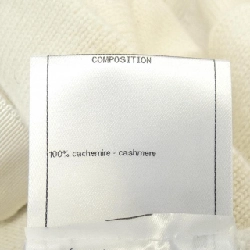 COMPOSITION
100% cachemire - cashmere